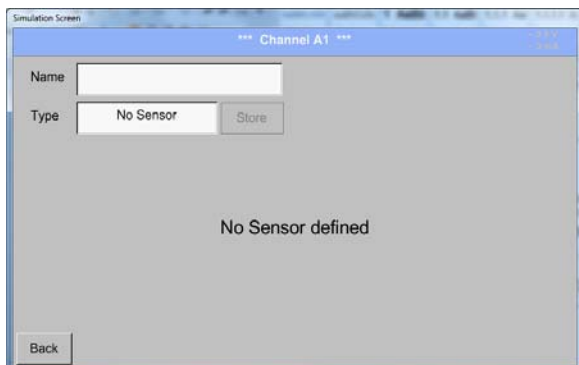 Simulation Screen
*** Channel A1 ***
Name
Type No Sensor Store
No Sensor defined
Back